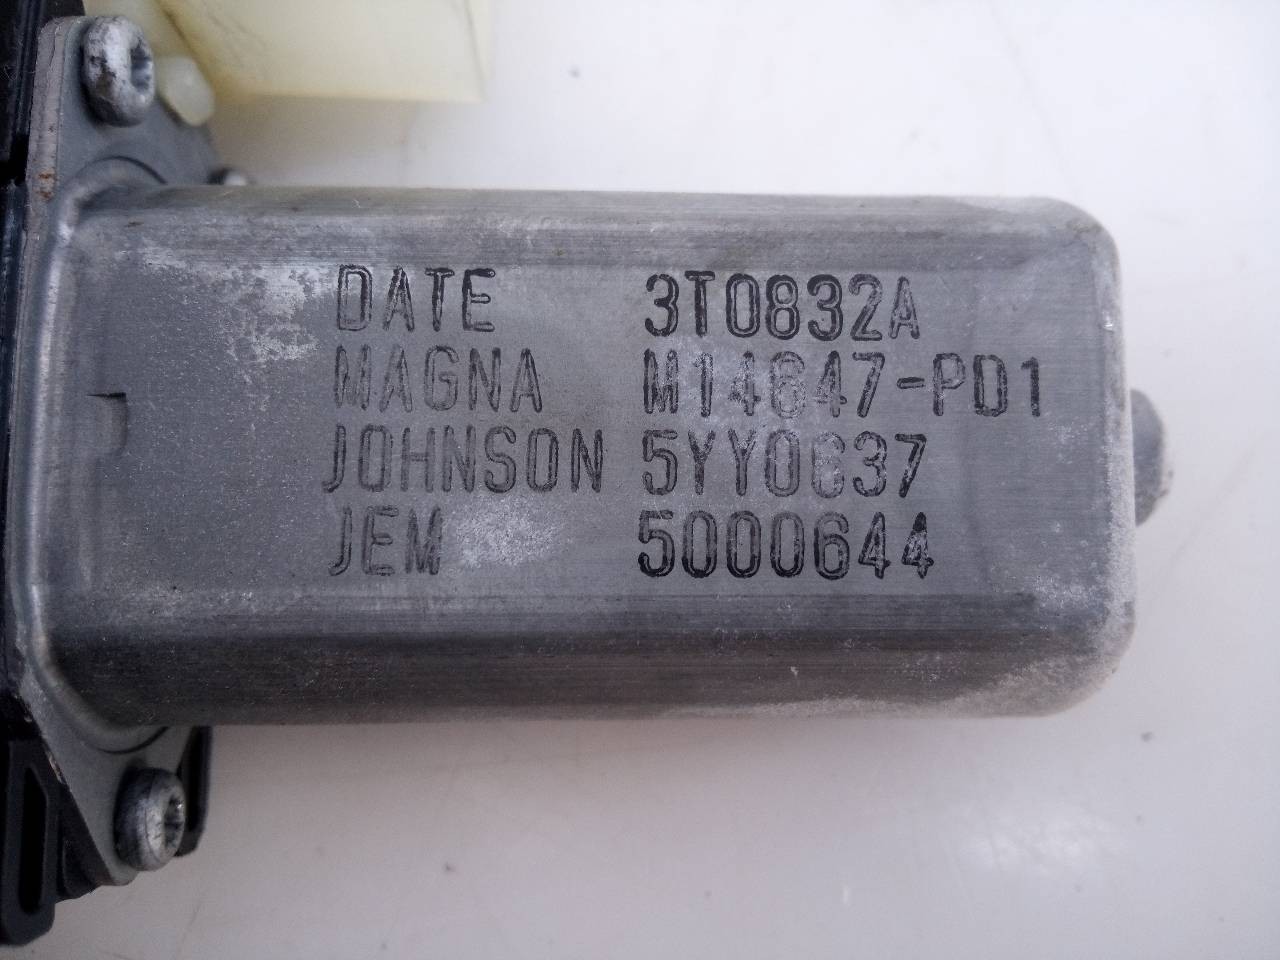 DATE 3T0832A
MAGNA M14647-PD1
JOHNSON 5YY0637
JEM 5000644